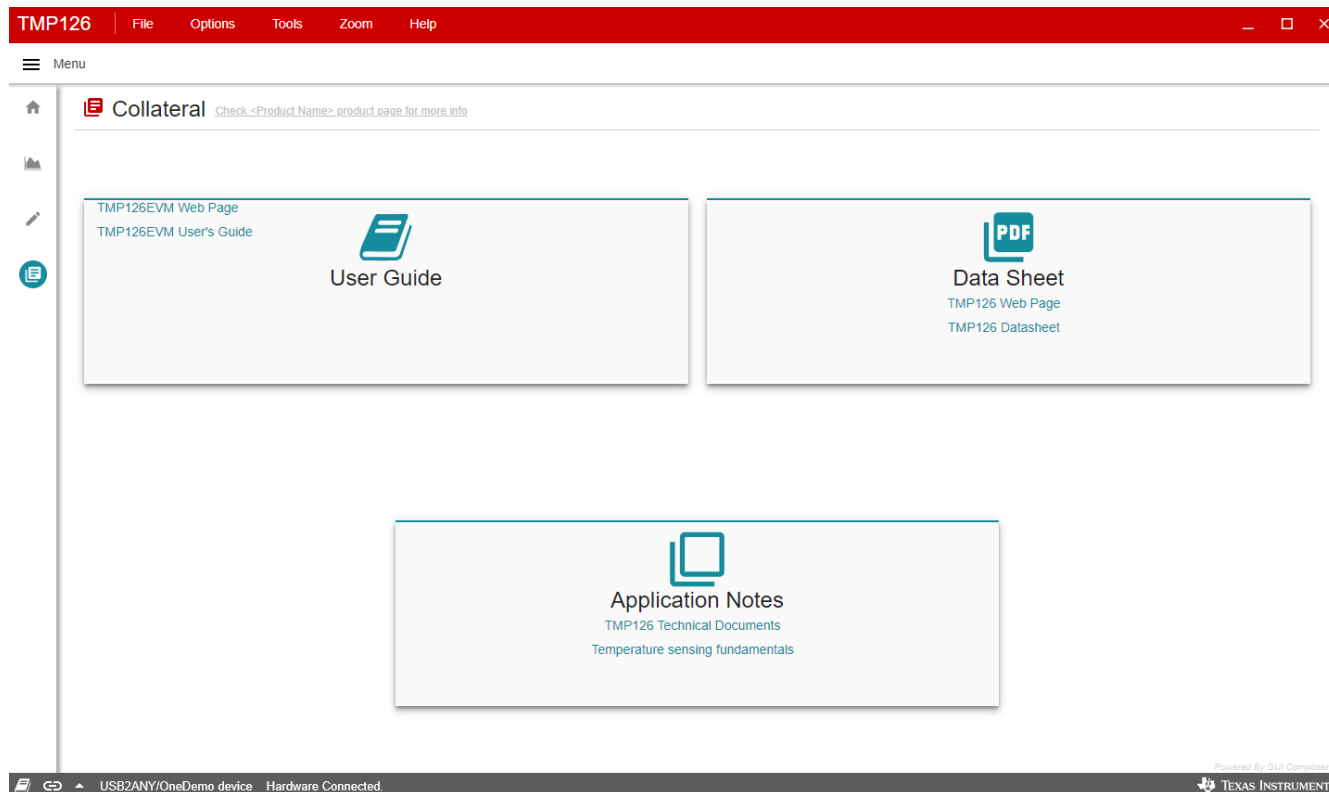 TMP126 File Options Tools Zoom Help
Menu
Collateral Check <Product Name> product page for more info
TMP126EVM Web Page
TMP126EVM User's Guide
User Guide
PDF
Data Sheet
TMP126 Web Page
TMP126 Datasheet
Application Notes
TMP126 Technical Documents
Temperature sensing fundamentals
Powered By GUI Composer
USB2ANY/OneDemo device Hardware Connected. TEXAS INSTRUMENT